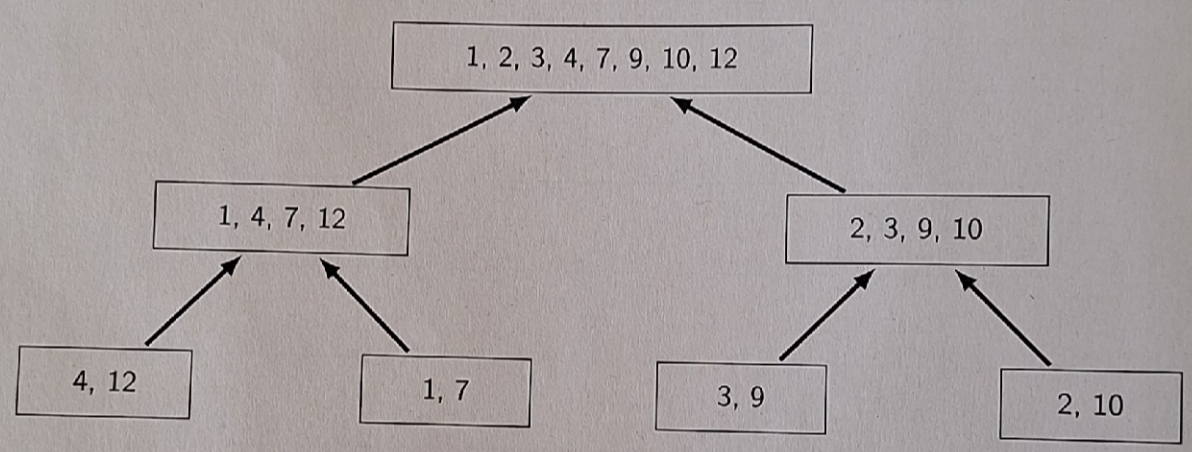 1, 2, 3, 4, 7, 9, 10, 12
1, 4, 7, 12
2, 3, 9, 10
4, 12
1, 7
3, 9
2, 10